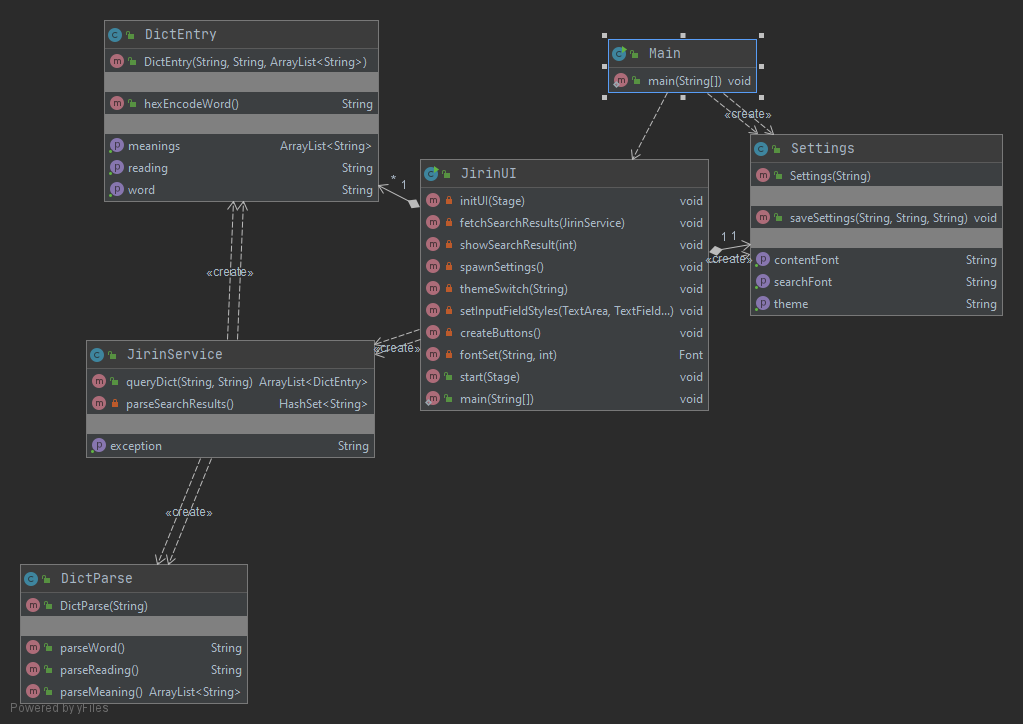 DictEntry
DictEntry(String, String, ArrayList<String>)
hexEncodeWord() String
meanings ArrayList<String>
reading String
word String
Main
main(String[]) void
«create»
Settings
Settings(String)
saveSettings(String, String, String) void
contentFont String
searchFont String
theme String
* 1
JirinUI
initUI(Stage) void
fetchSearchResults(JirinService) void
showSearchResult(int) void
spawnSettings() void
themeSwitch(String) void
setInputFieldStyles(TextArea, TextField...) void
createButtons() void
fontSet(String, int) Font
start(Stage) void
main(String[]) void
1 1
«create»
«create»
«create»
JirinService
queryDict(String, String) ArrayList<DictEntry>
parseSearchResults() HashSet<String>
exception String
«create»
DictParse
DictParse(String)
parseWord() String
parseReading() String
parseMeaning() ArrayList<String>
Powered by yFiles